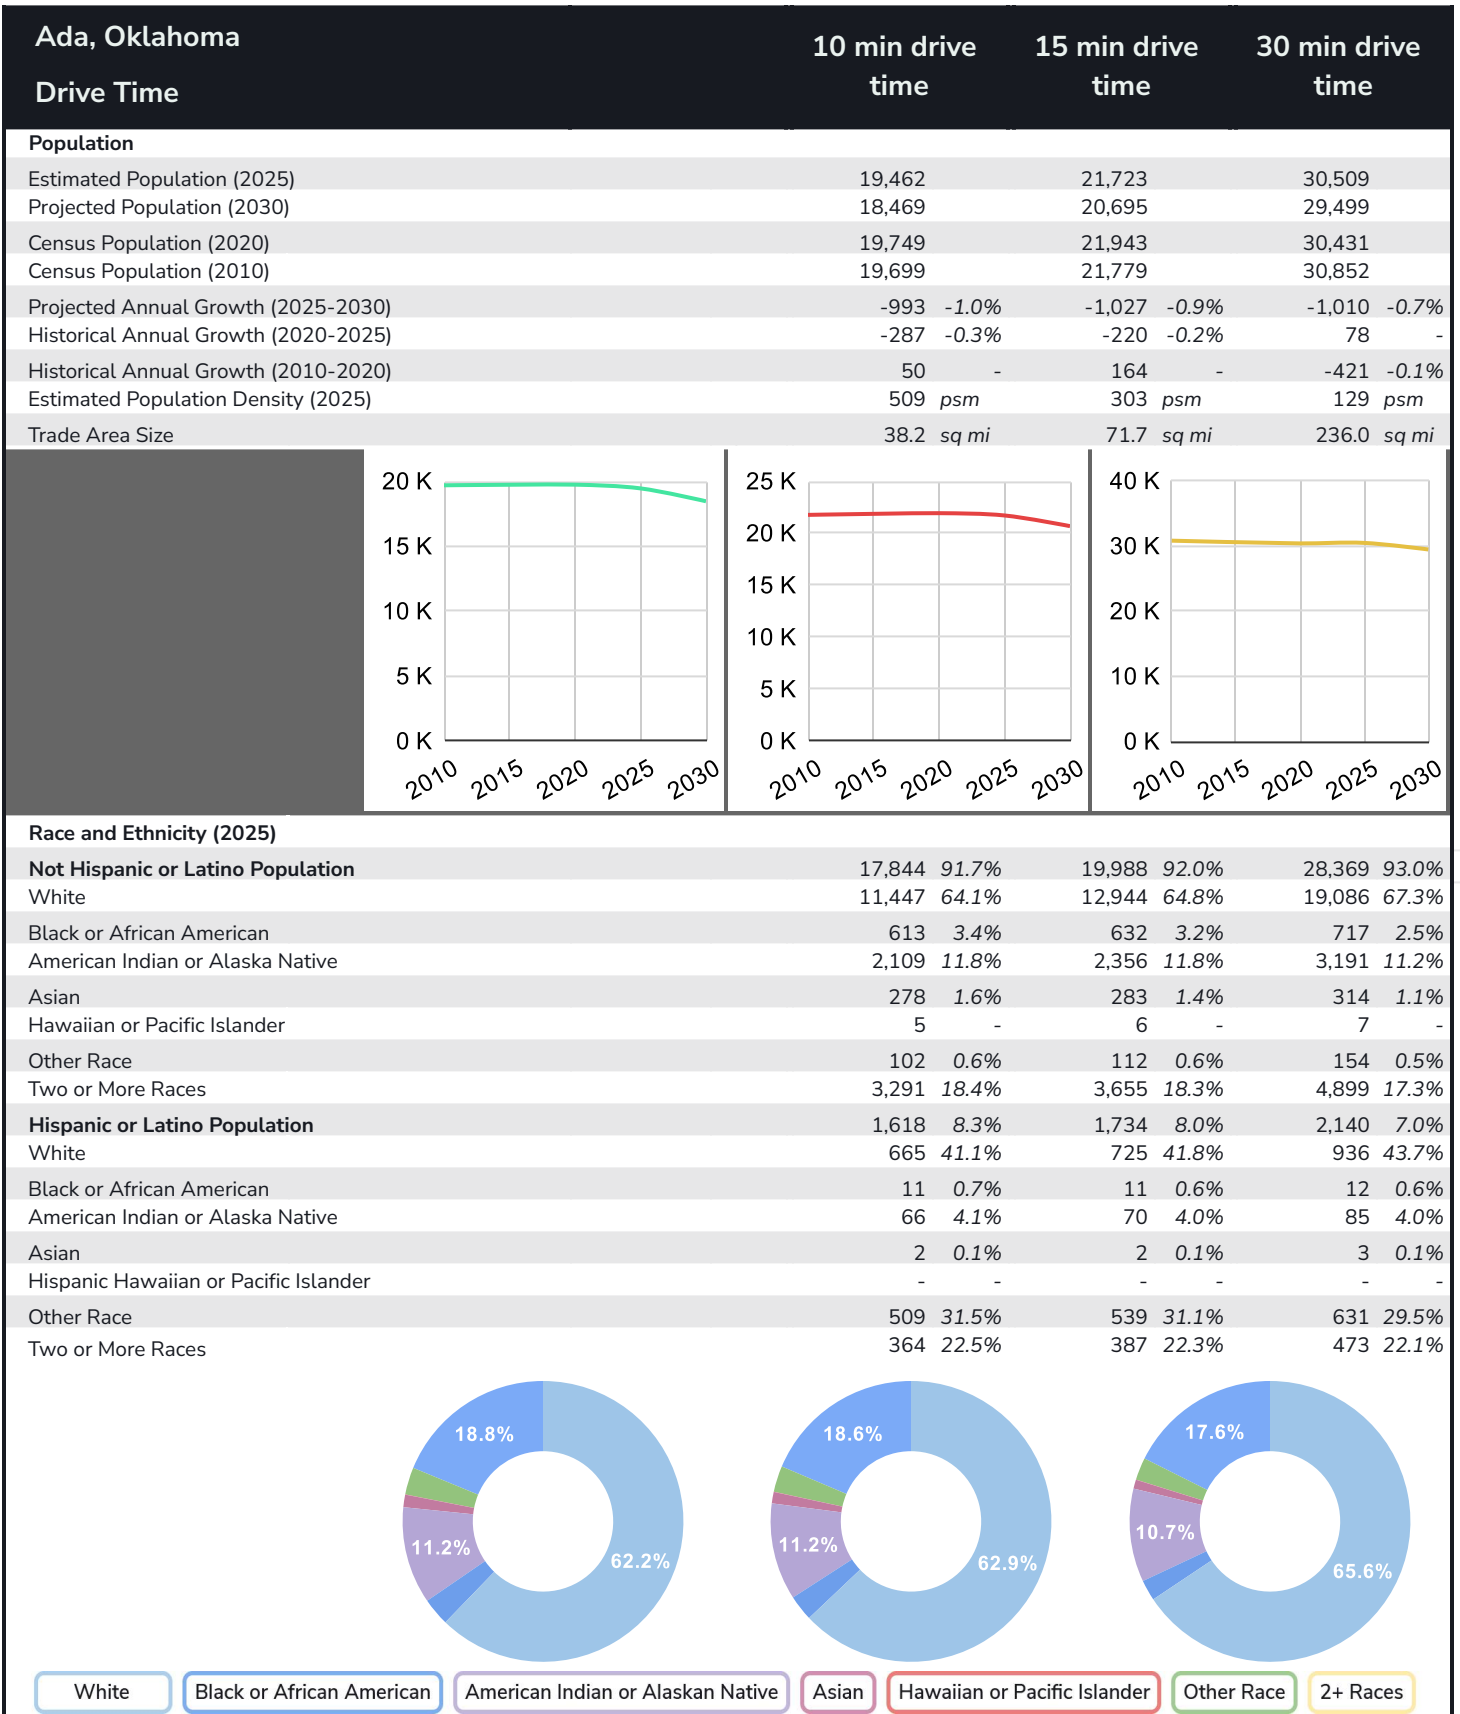 Ada, Oklahoma
Drive Time
10 min drive time
15 min drive time
30 min drive time
Population
Estimated Population (2025) 19,462 21,723 30,509
Projected Population (2030) 18,469 20,695 29,499
Census Population (2020) 19,749 21,943 30,431
Census Population (2010) 19,699 21,779 30,852
Projected Annual Growth (2025-2030) -993 -1.0% -1,027 -0.9% -1,010 -0.7%
Historical Annual Growth (2020-2025) -287 -0.3% -220 -0.2% 78 -
Historical Annual Growth (2010-2020) 50 - 164 - -421 -0.1%
Estimated Population Density (2025) 509 psm 303 psm 129 psm
Trade Area Size 38.2 sq mi 71.7 sq mi 236.0 sq mi
20 K
15 K
10 K
5 K
0 K
2010 2015 2020 2025 2030
25 K
20 K
15 K
10 K
5 K
0 K
2010 2015 2020 2025 2030
40 K
30 K
20 K
10 K
0 K
2010 2015 2020 2025 2030
Race and Ethnicity (2025)
Not Hispanic or Latino Population 17,844 91.7% 19,988 92.0% 28,369 93.0%
White 11,447 64.1% 12,944 64.8% 19,086 67.3%
Black or African American 613 3.4% 632 3.2% 717 2.5%
American Indian or Alaska Native 2,109 11.8% 2,356 11.8% 3,191 11.2%
Asian 278 1.6% 283 1.4% 314 1.1%
Hawaiian or Pacific Islander 5 - 6 - 7 -
Other Race 102 0.6% 112 0.6% 154 0.5%
Two or More Races 3,291 18.4% 3,655 18.3% 4,899 17.3%
Hispanic or Latino Population 1,618 8.3% 1,734 8.0% 2,140 7.0%
White 665 41.1% 725 41.8% 936 43.7%
Black or African American 11 0.7% 11 0.6% 12 0.6%
American Indian or Alaska Native 66 4.1% 70 4.0% 85 4.0%
Asian 2 0.1% 2 0.1% 3 0.1%
Hispanic Hawaiian or Pacific Islander - - - - - -
Other Race 509 31.5% 539 31.1% 631 29.5%
Two or More Races 364 22.5% 387 22.3% 473 22.1%
18.8%
11.2%
62.2%
18.6%
11.2%
62.9%
17.6%
10.7%
65.6%
White Black or African American American Indian or Alaskan Native Asian Hawaiian or Pacific Islander Other Race 2+ Races